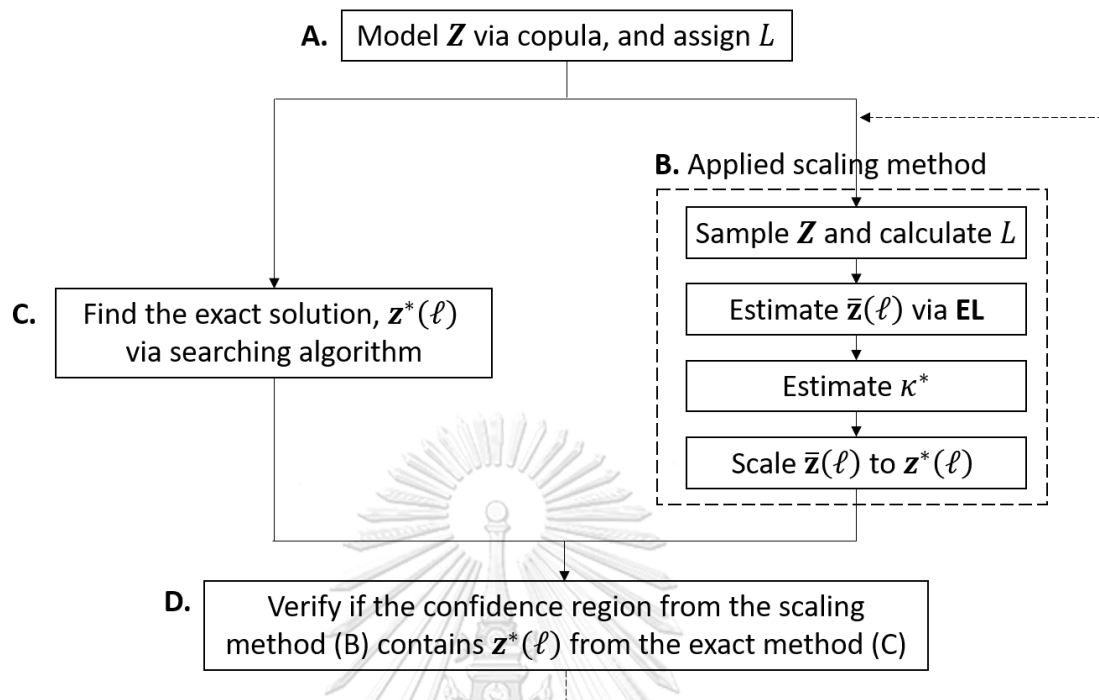 A. Model Z via copula, and assign L
B. Applied scaling method
Sample Z and calculate L
Estimate z̄(ℓ) via EL
Estimate κ*
Scale z̄(ℓ) to z*(ℓ)
C. Find the exact solution, z*(ℓ)
via searching algorithm
D. Verify if the confidence region from the scaling
method (B) contains z*(ℓ) from the exact method (C)